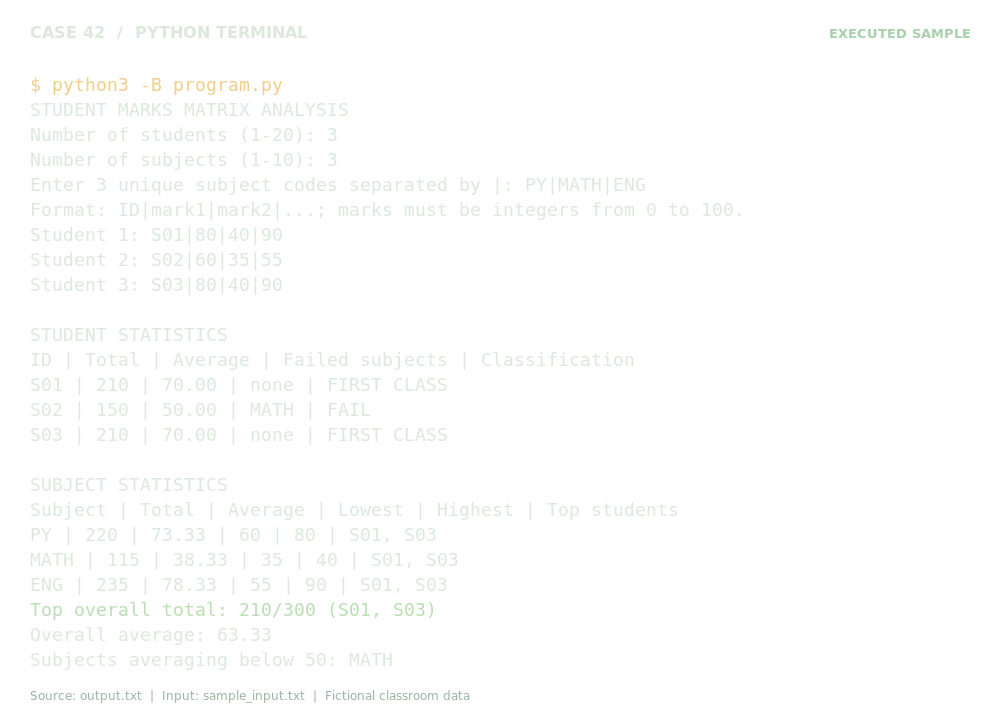 CASE 42 / PYTHON TERMINAL
EXECUTED SAMPLE
$ python3 -B program.py
STUDENT MARKS MATRIX ANALYSIS
Number of students (1-20): 3
Number of subjects (1-10): 3
Enter 3 unique subject codes separated by |: PY|MATH|ENG
Format: ID|mark1|mark2|...; marks must be integers from 0 to 100.
Student 1: S01|80|40|90
Student 2: S02|60|35|55
Student 3: S03|80|40|90
STUDENT STATISTICS
ID | Total | Average | Failed subjects | Classification
S01 | 210 | 70.00 | none | FIRST CLASS
S02 | 150 | 50.00 | MATH | FAIL
S03 | 210 | 70.00 | none | FIRST CLASS
SUBJECT STATISTICS
Subject | Total | Average | Lowest | Highest | Top students
PY | 220 | 73.33 | 60 | 80 | S01, S03
MATH | 115 | 38.33 | 35 | 40 | S01, S03
ENG | 235 | 78.33 | 55 | 90 | S01, S03
Top overall total: 210/300 (S01, S03)
Overall average: 63.33
Subjects averaging below 50: MATH
Source: output.txt | Input: sample_input.txt | Fictional classroom data